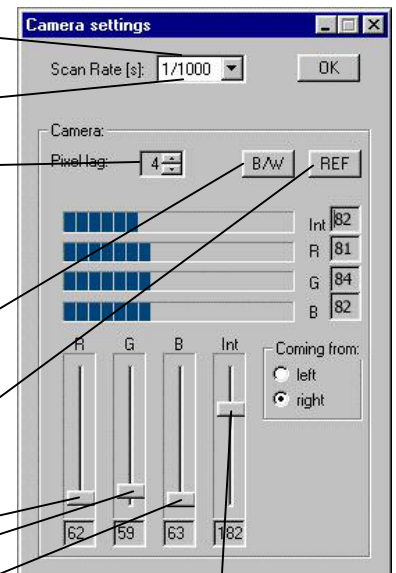 Camera settings
Scan Rate [s]: 1/1000 OK
Camera:
Pixel lag: 4 B/W REF
Int 82
R 81
G 84
B 82
R G B Int
Coming from:
left
right
62 59 63 182